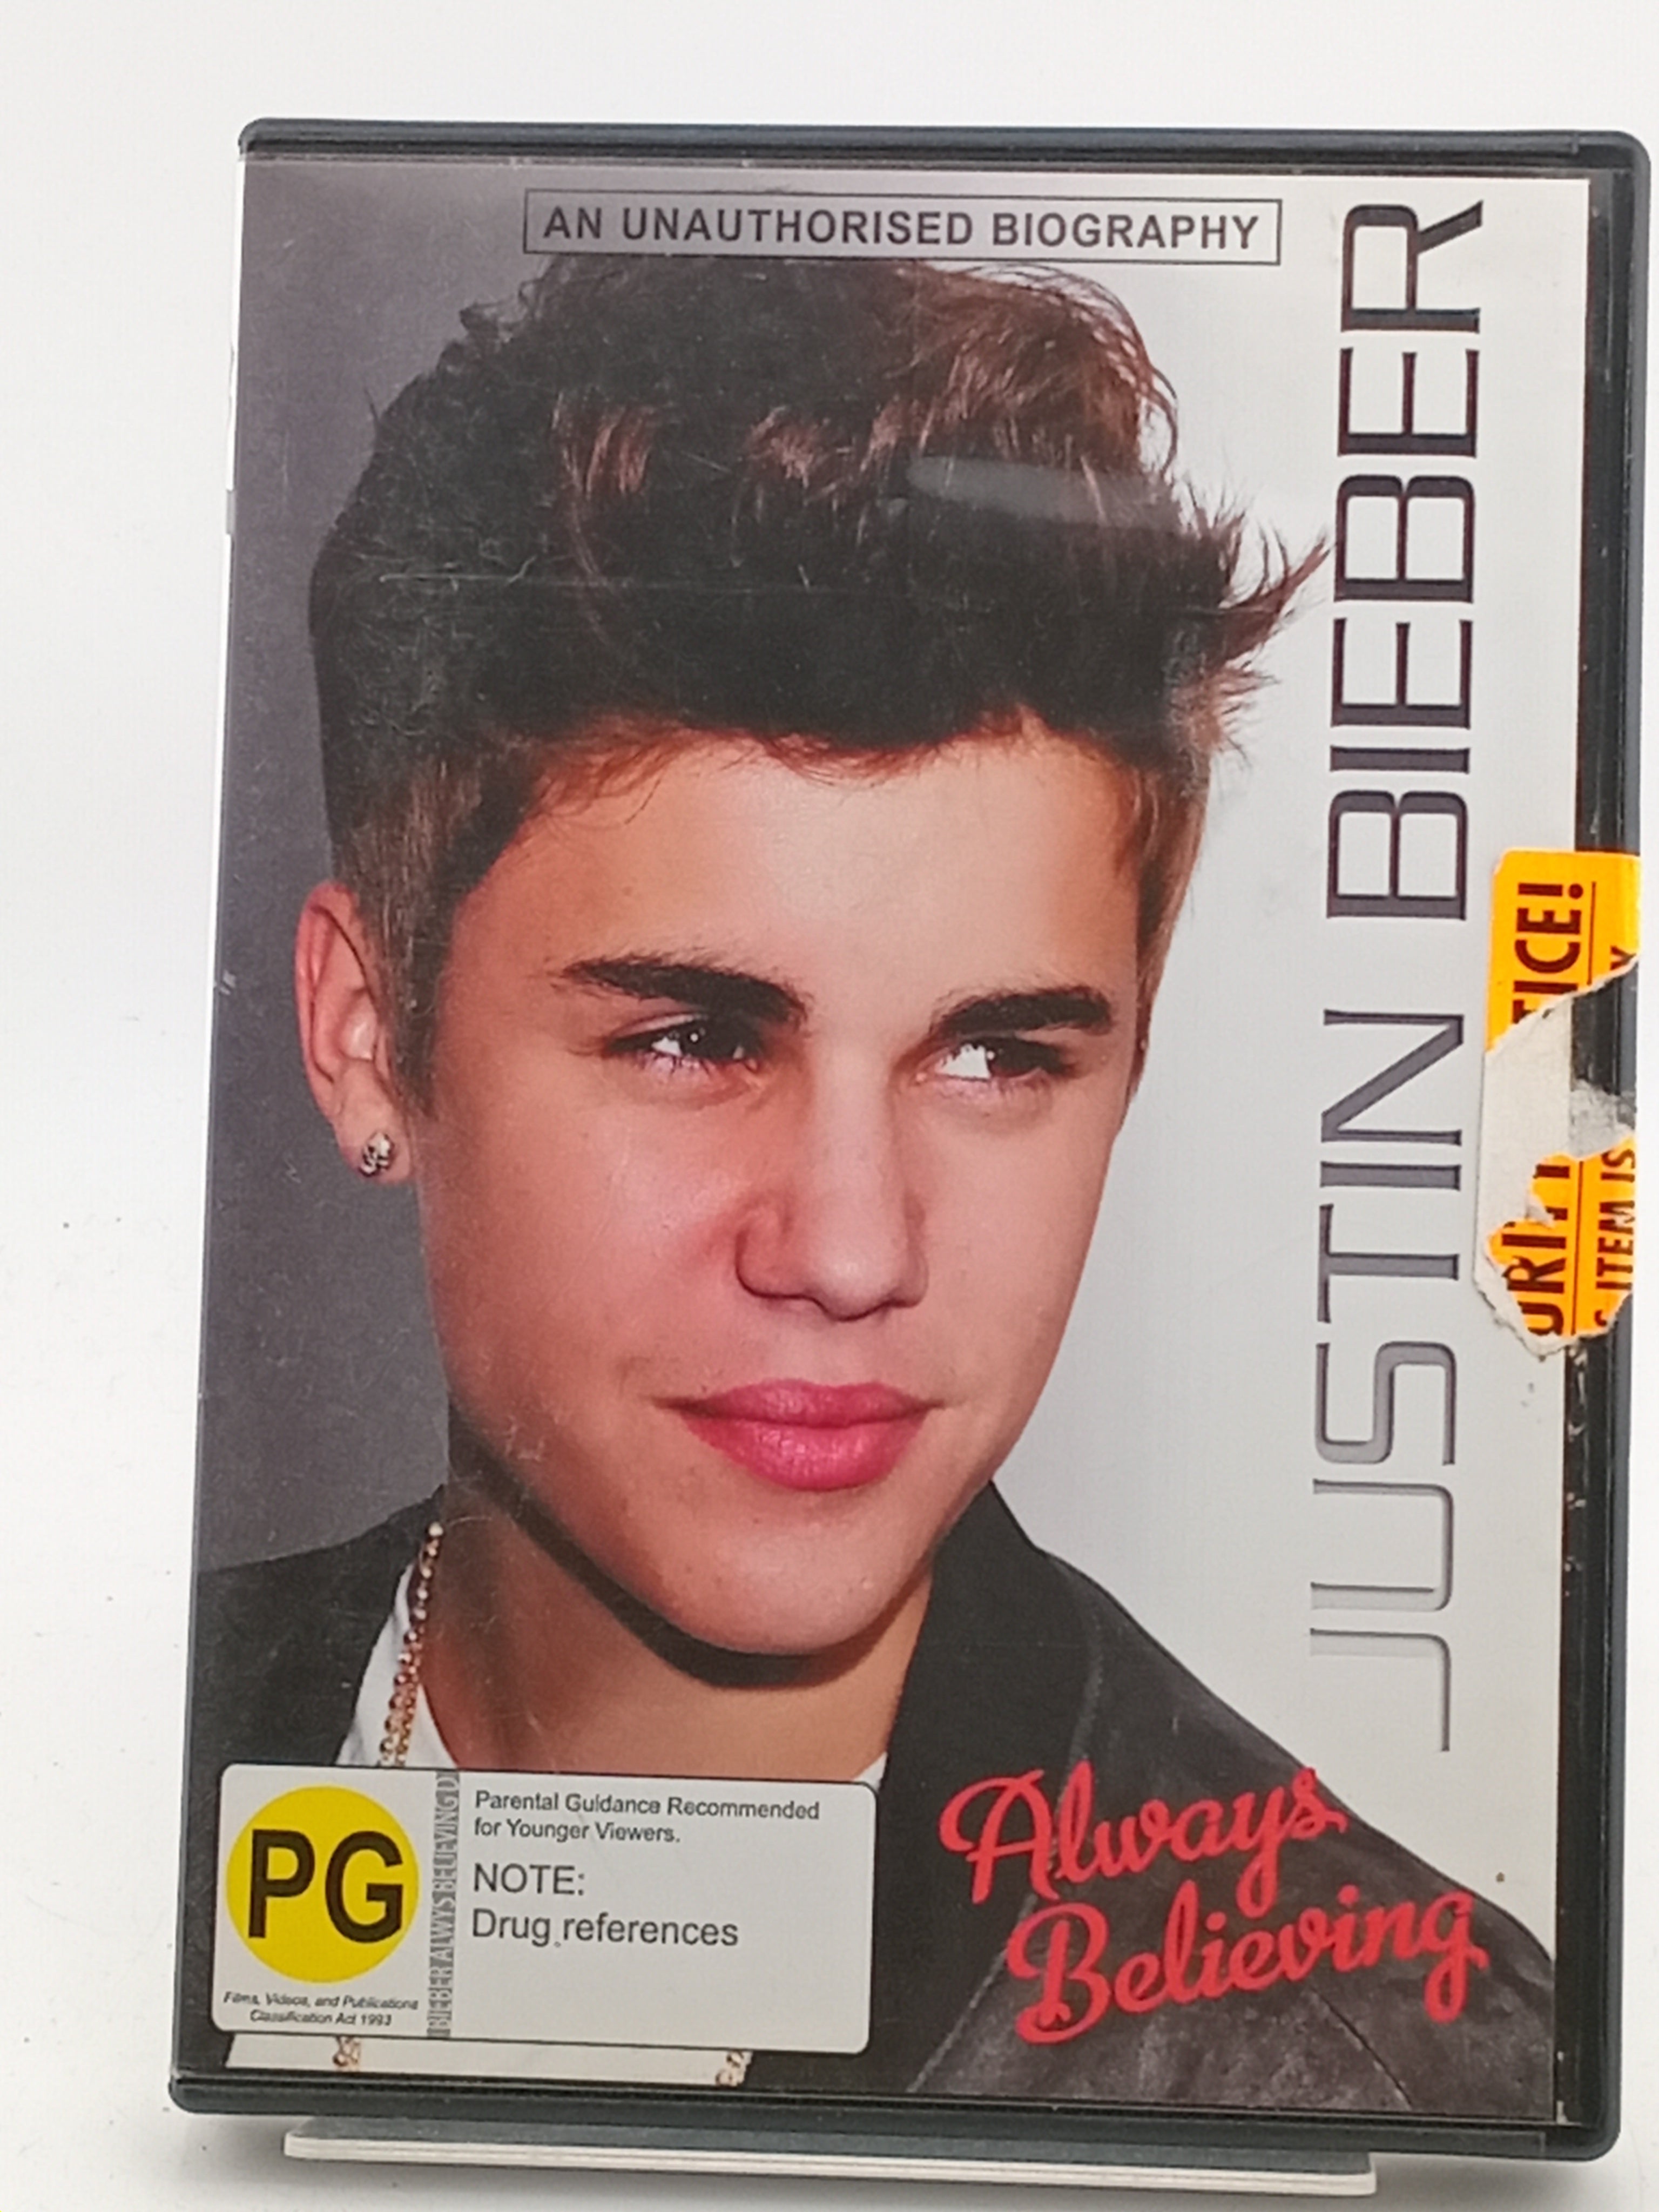 AN UNAUTHORISED BIOGRAPHY
JUSTIN BIEBER
TICE!
ITEM IS
Always
Believing
PG
Films, Videos, and Publications
Classification Act 1993
BIEBER ALWYS BELIEVING D
Parental Guidance Recommended
for Younger Viewers.
NOTE:
Drug references